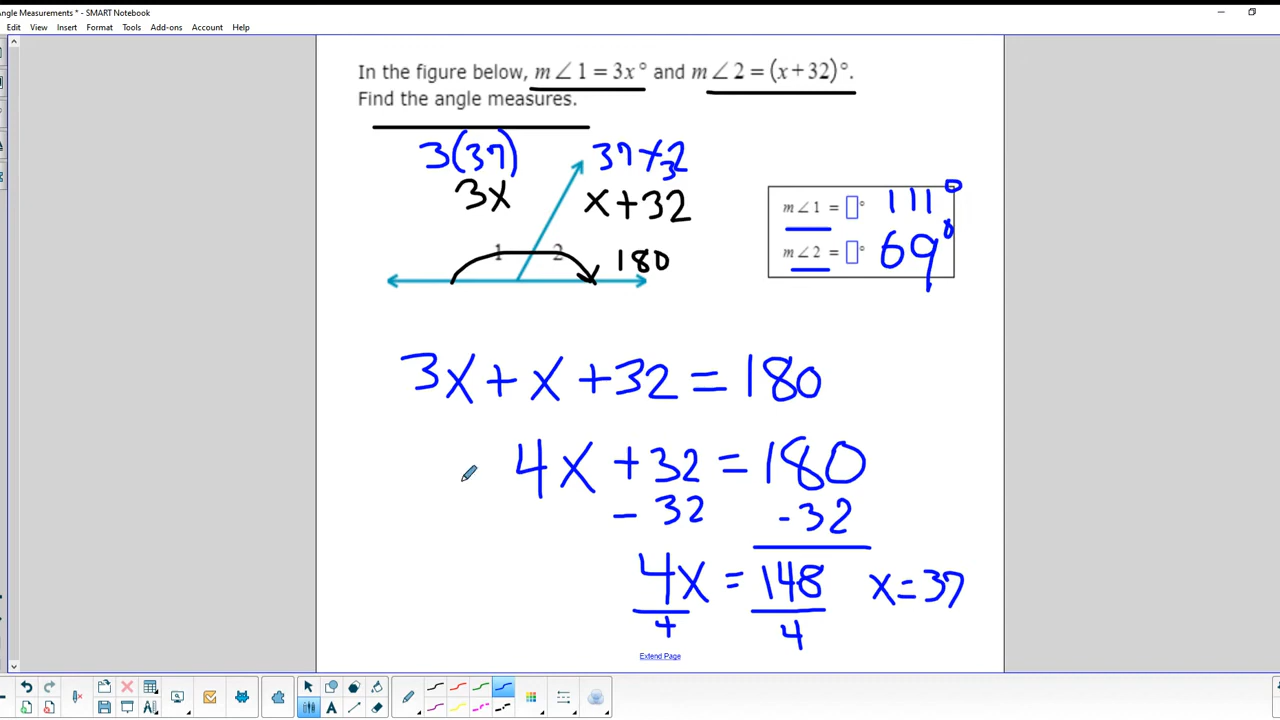 Angle Measurements * - SMART Notebook
Edit View Insert Format Tools Add-ons Account Help
In the figure below, m∠1 = 3x° and m∠2 = (x+32)°.
Find the angle measures.
3(37) 37+32
3x x+32
1 2 180
m∠1 = □° 111°
m∠2 = □° 69°
3x + x + 32 = 180
4x + 32 = 180
- 32 -32
4x = 148 x = 37
4 4
Extend Page